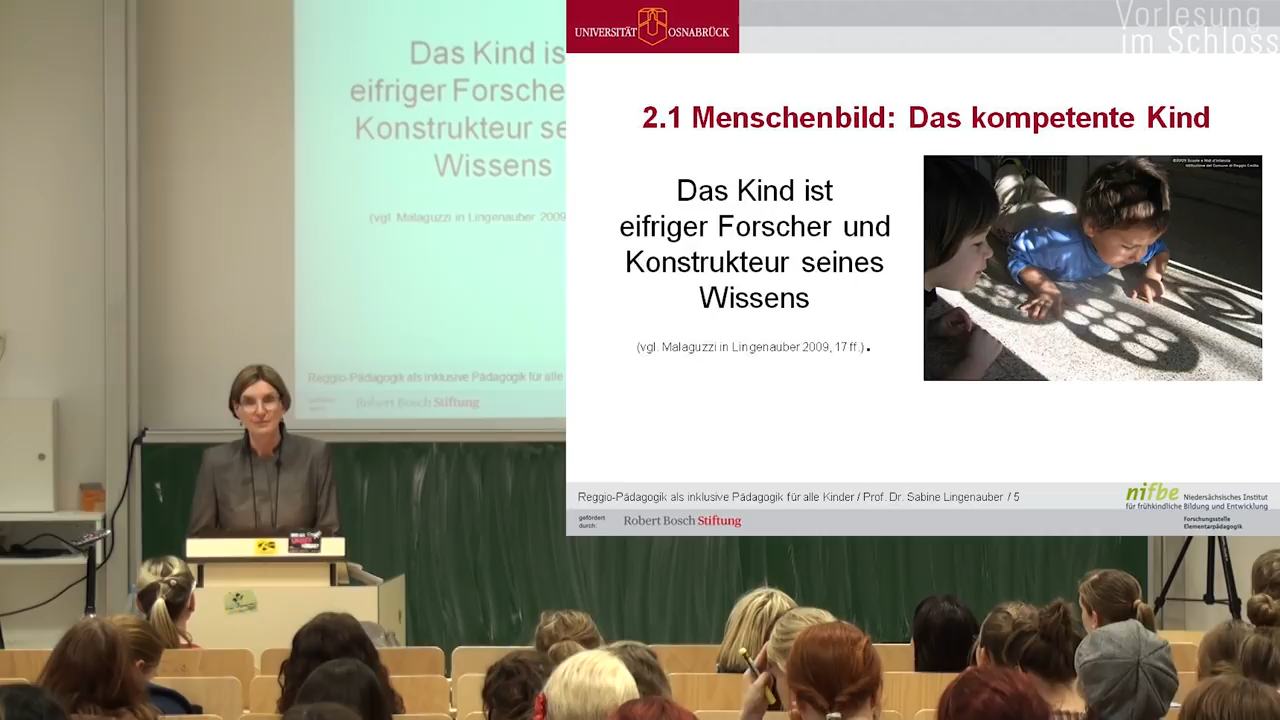 Das Kind is
eifriger Forsche
Konstrukteur se
Wissens
(vgl. Malaguzzi in Lingenauber 2009
Reggio-Pädagogik als inklusive Pädagogik für alle
Robert Bosch Stiftung
UNIVERSITÄT OSNABRÜCK
Vorlesung
im Schloss
2.1 Menschenbild: Das kompetente Kind
Das Kind ist
eifriger Forscher und
Konstrukteur seines
Wissens
(vgl. Malaguzzi in Lingenauber 2009, 17 ff.).
Reggio-Pädagogik als inklusive Pädagogik für alle Kinder / Prof. Dr. Sabine Lingenauber / 5
gefördert
durch:
Robert Bosch Stiftung
nifbe Niedersächsisches Institut
für frühkindliche Bildung und Entwicklung
Forschungsstelle
Elementarpädagogik